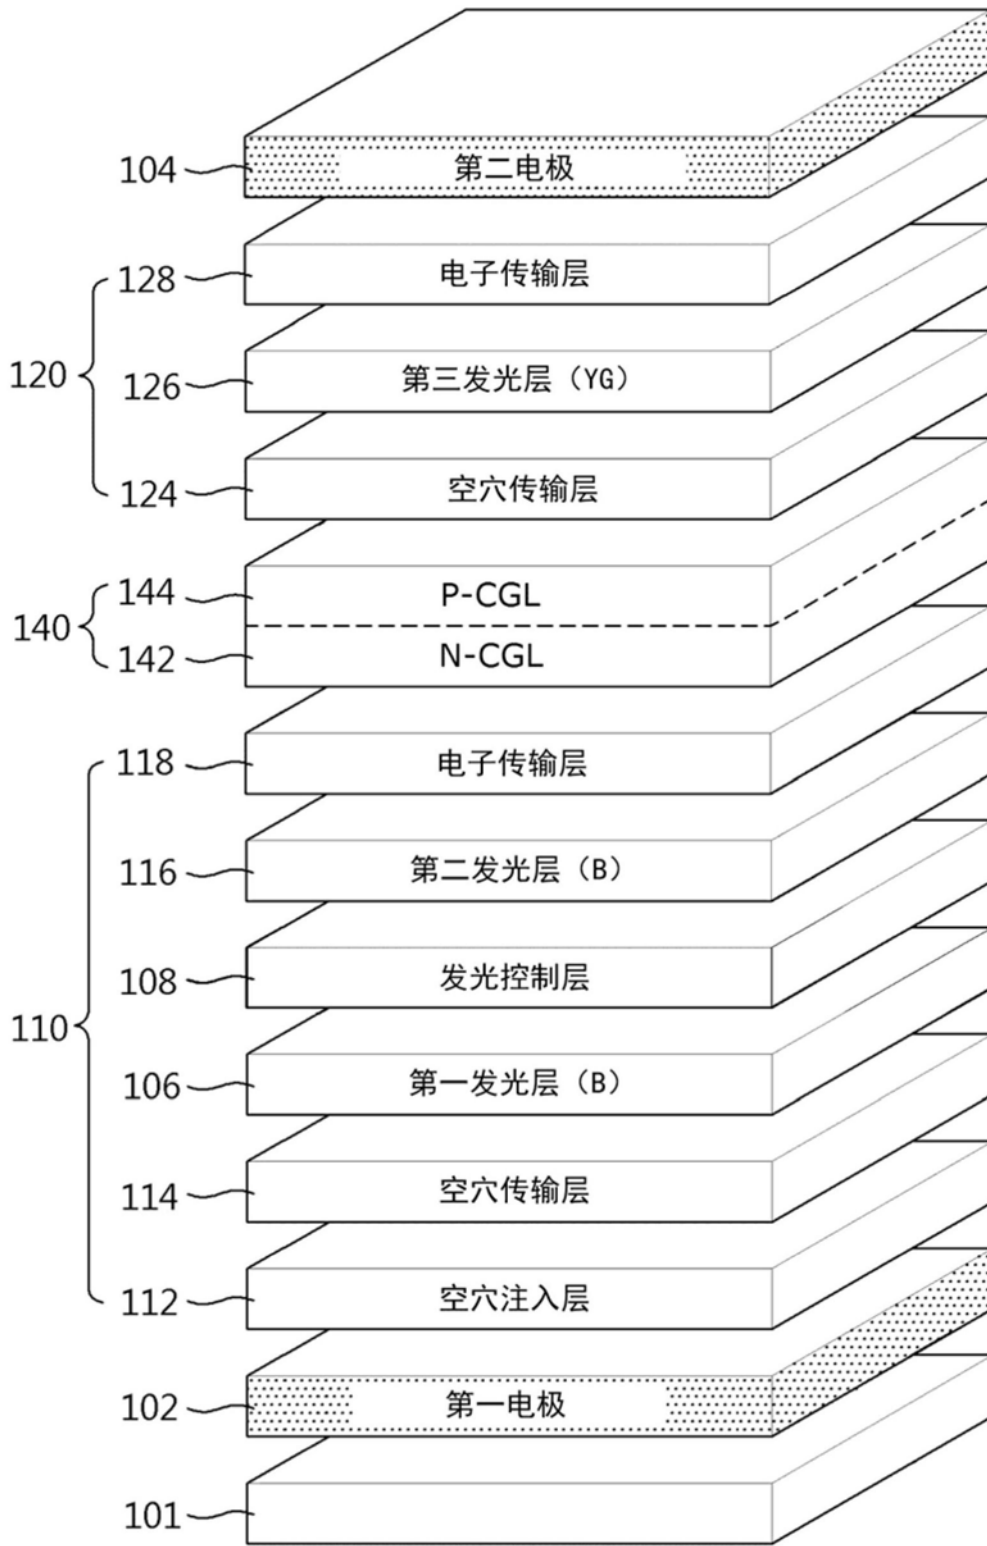 104 第二电极
128 电子传输层
120
126 第三发光层（YG）
124 空穴传输层
144 P-CGL
140
142 N-CGL
118 电子传输层
116 第二发光层（B）
108 发光控制层
110
106 第一发光层（B）
114 空穴传输层
112 空穴注入层
102 第一电极
101